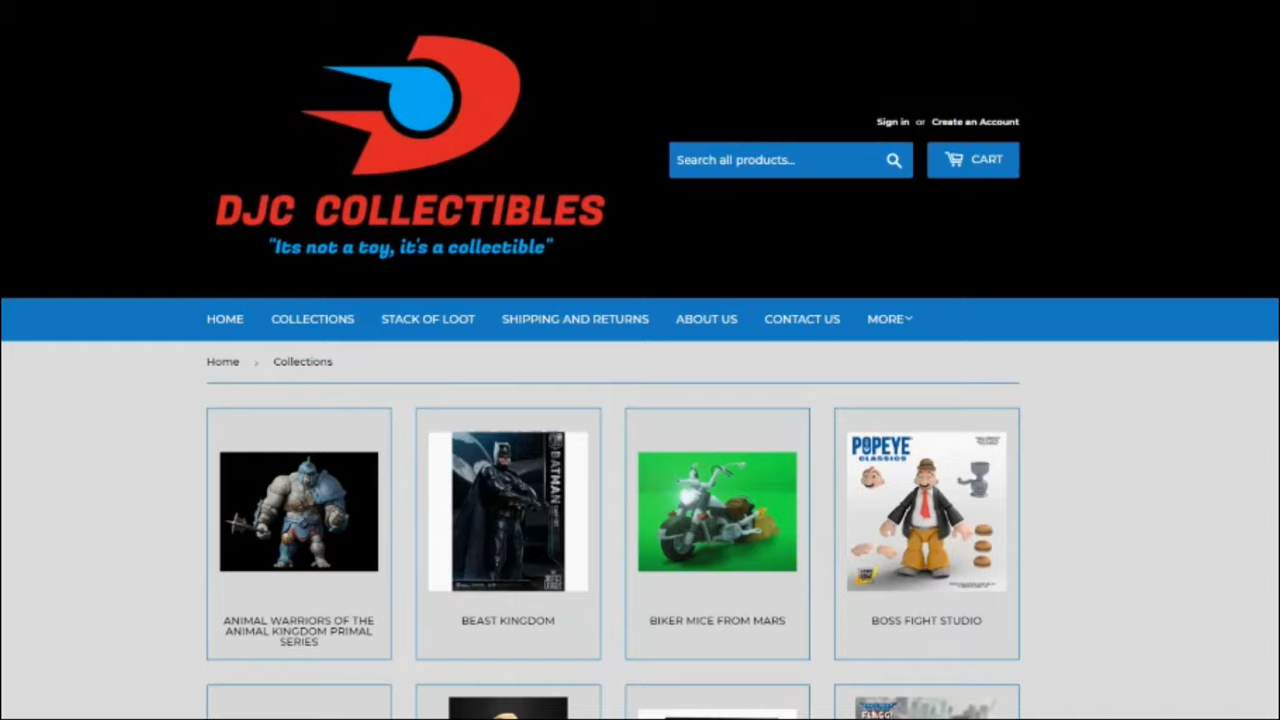 DJC COLLECTIBLES
"Its not a toy, it's a collectible"
Sign in or Create an Account
Search all products...
CART
HOME COLLECTIONS STACK OF LOOT SHIPPING AND RETURNS ABOUT US CONTACT US MORE
Home › Collections
BATMAN
POPEYE
CLASSICS
ANIMAL WARRIORS OF THE
ANIMAL KINGDOM PRIMAL
SERIES
BEAST KINGDOM
BIKER MICE FROM MARS
BOSS FIGHT STUDIO